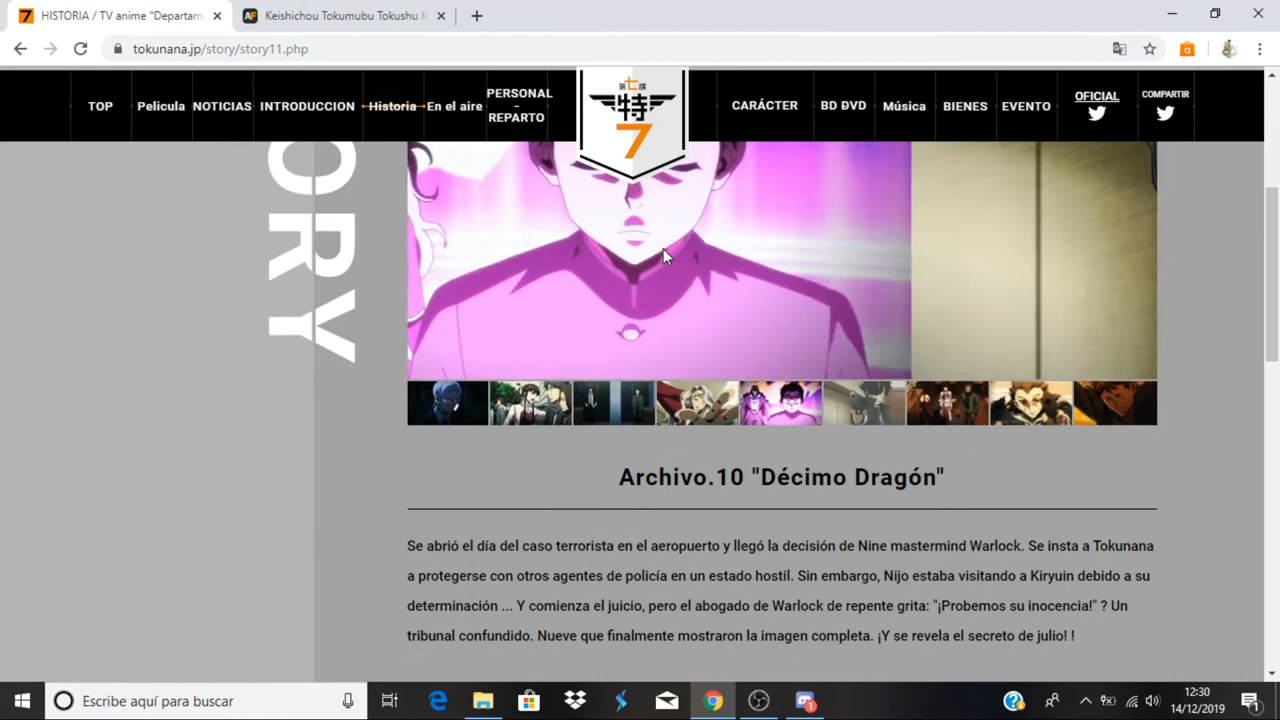 HISTORIA / TV anime "Departam
Keishichou Tokumubu Tokushu K
tokunana.jp/story/story11.php
TOP
Pelicula
NOTICIAS
INTRODUCCION
Historia
En el aire
PERSONAL
-
REPARTO
第七課
特
7
CARÁCTER
BD DVD
Música
BIENES
EVENTO
OFICIAL
COMPARTIR
ORY
Archivo.10 "Décimo Dragón"
Se abrió el día del caso terrorista en el aeropuerto y llegó la decisión de Nine mastermind Warlock. Se insta a Tokunana
a protegerse con otros agentes de policía en un estado hostil. Sin embargo, Nijo estaba visitando a Kiryuin debido a su
determinación ... Y comienza el juicio, pero el abogado de Warlock de repente grita: "¡Probemos su inocencia!" ? Un
tribunal confundido. Nueve que finalmente mostraron la imagen completa. ¡Y se revela el secreto de julio! !
Escribe aquí para buscar
12:30
14/12/2019